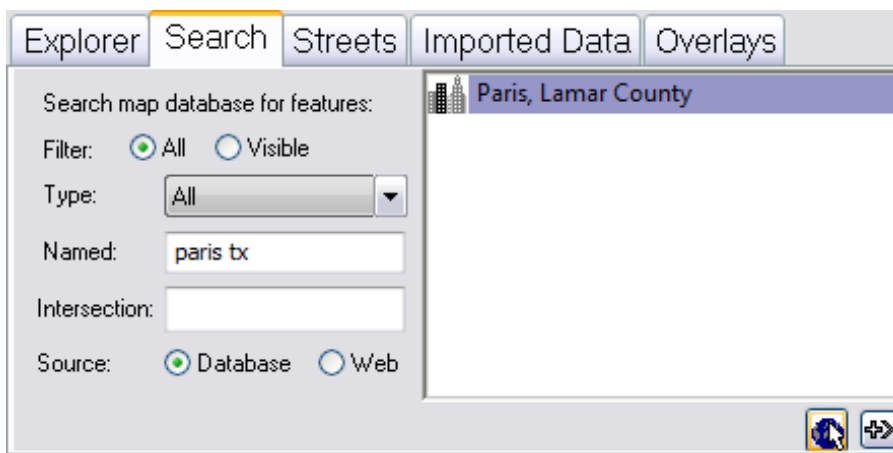 Explorer Search Streets Imported Data Overlays
Search map database for features:
Filter: All Visible
Type: All
Named: paris tx
Intersection:
Source: Database Web
Paris, Lamar County